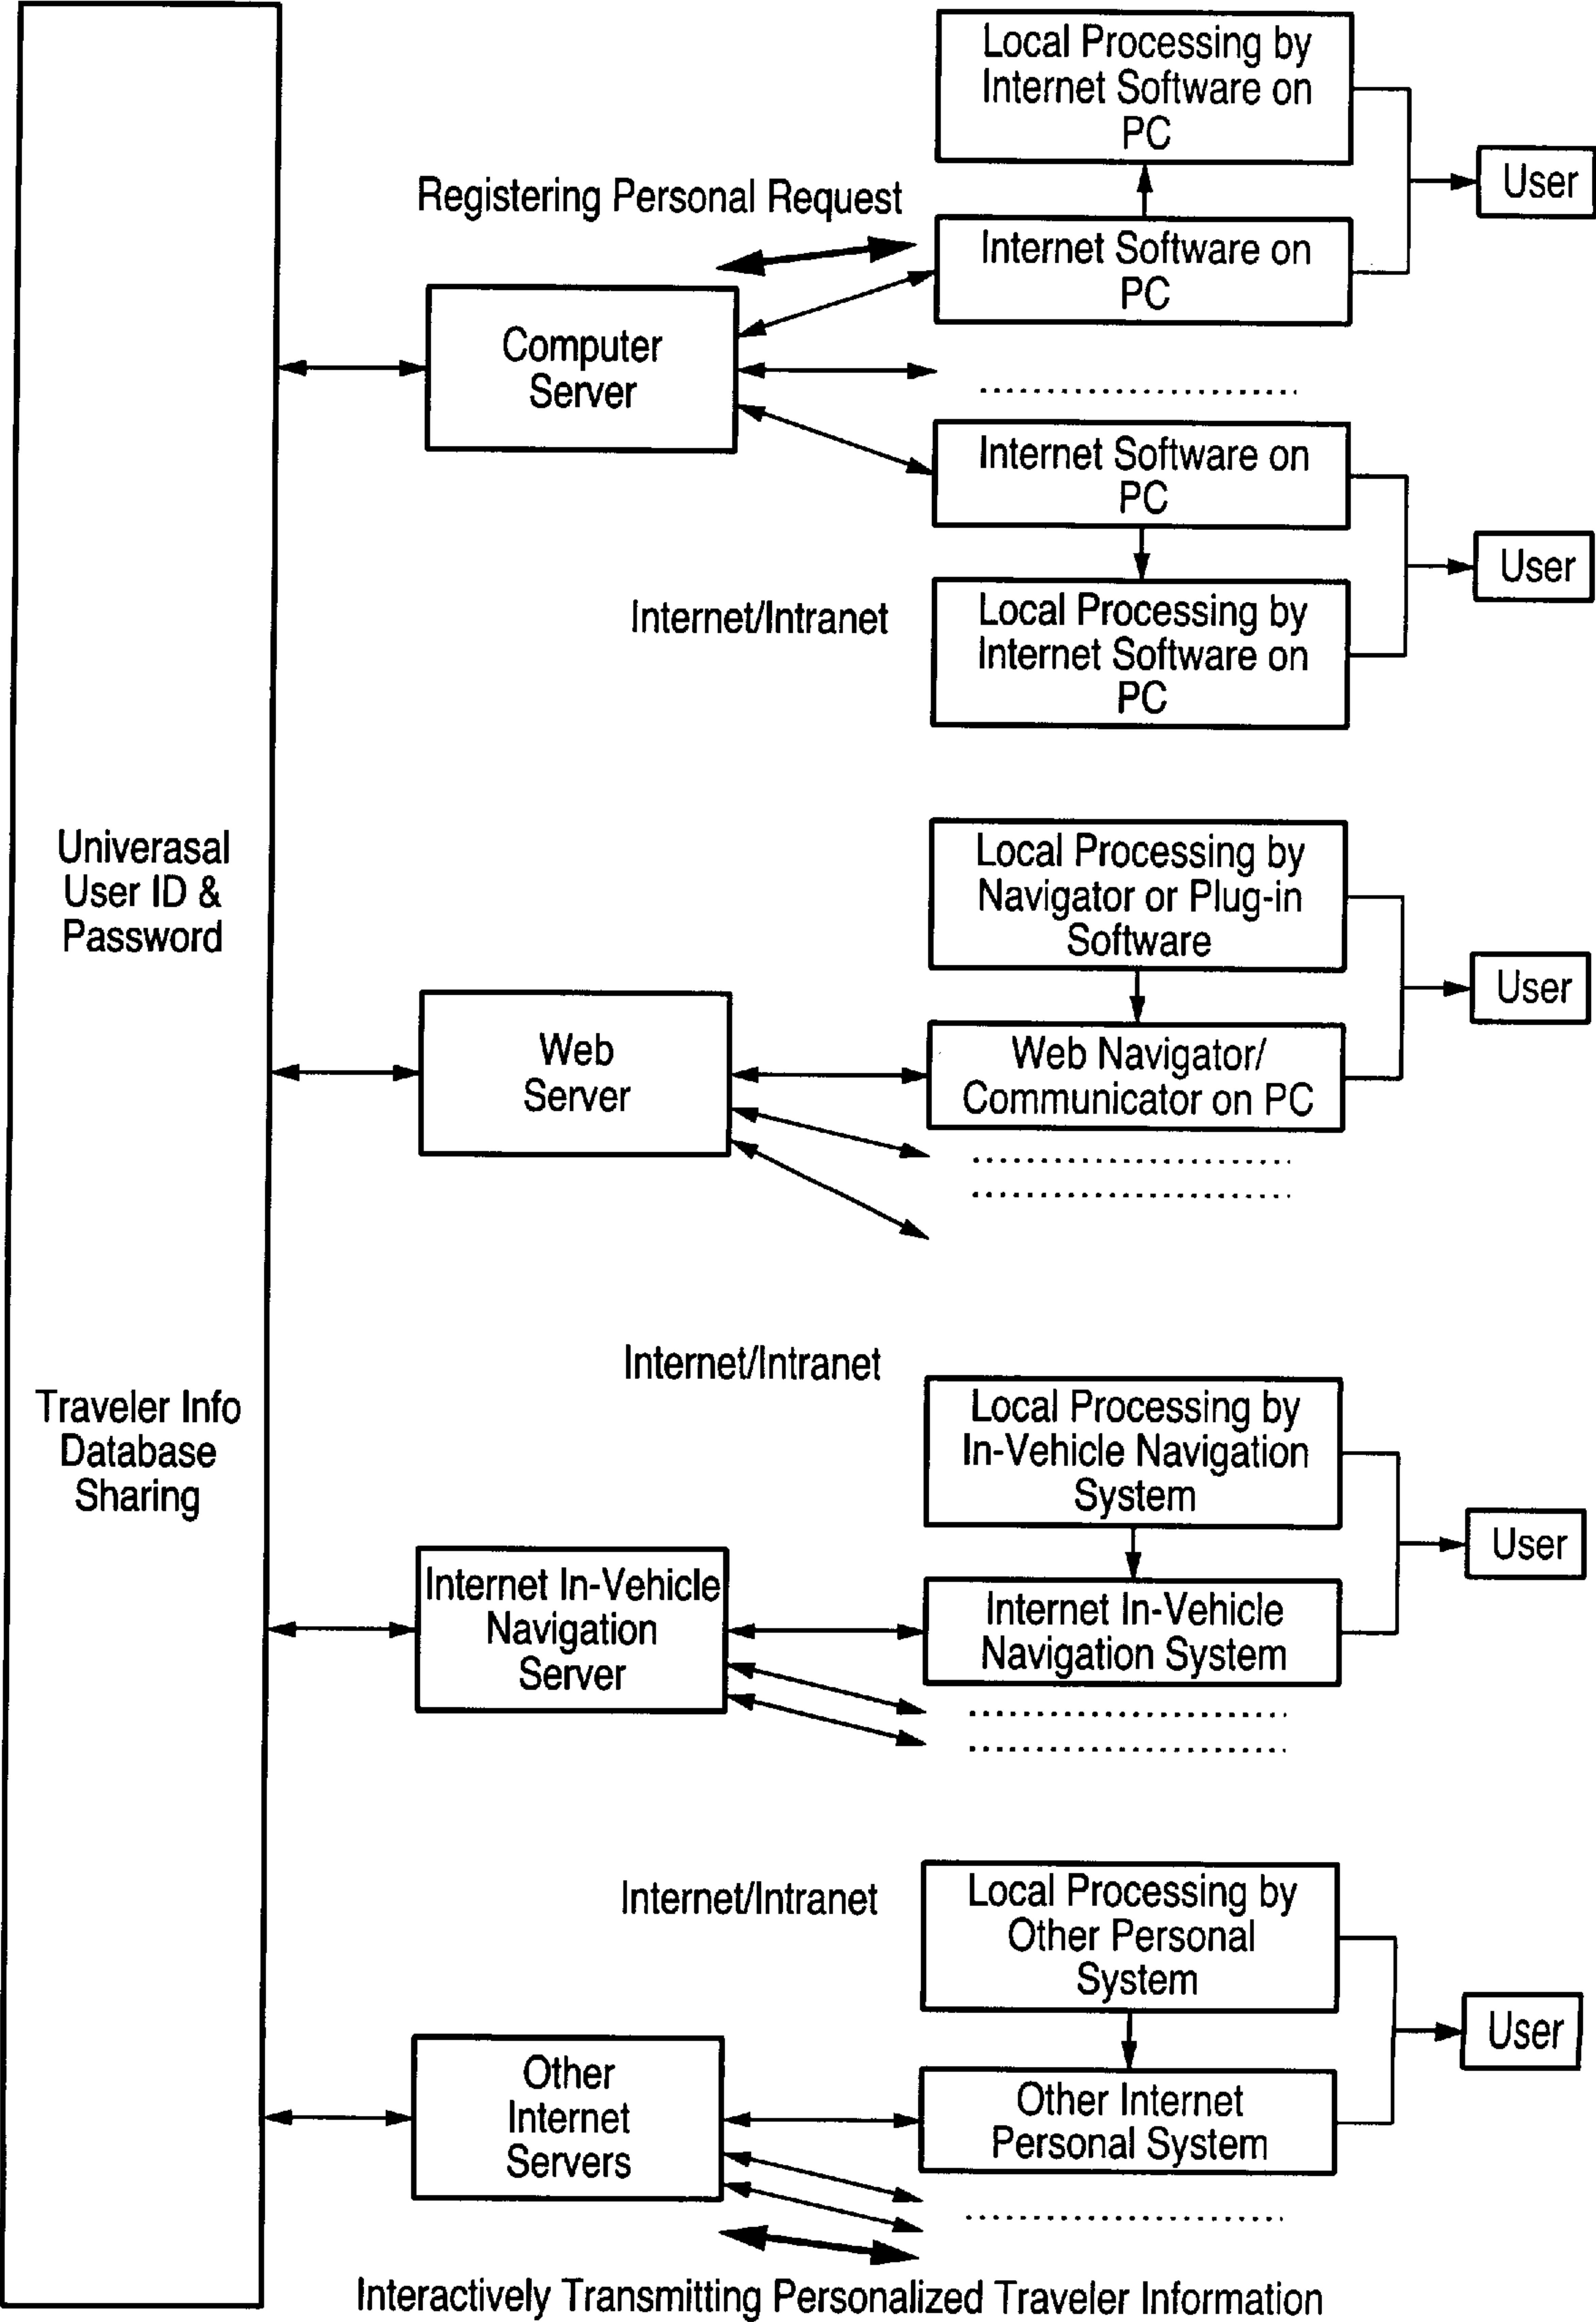 Local Processing by
Internet Software on
PC
User
Registering Personal Request
Internet Software on
PC
Computer
Server
Internet Software on
PC
User
Internet/Intranet
Local Processing by
Internet Software on
PC
Univerasal
User ID &
Password
Local Processing by
Navigator or Plug-in
Software
User
Web
Server
Web Navigator/
Communicator on PC
Internet/Intranet
Traveler Info
Database
Sharing
Local Processing by
In-Vehicle Navigation
System
User
Internet In-Vehicle
Navigation
Server
Internet In-Vehicle
Navigation System
Internet/Intranet
Local Processing by
Other Personal
System
User
Other
Internet
Servers
Other Internet
Personal System
Interactively Transmitting Personalized Traveler Information